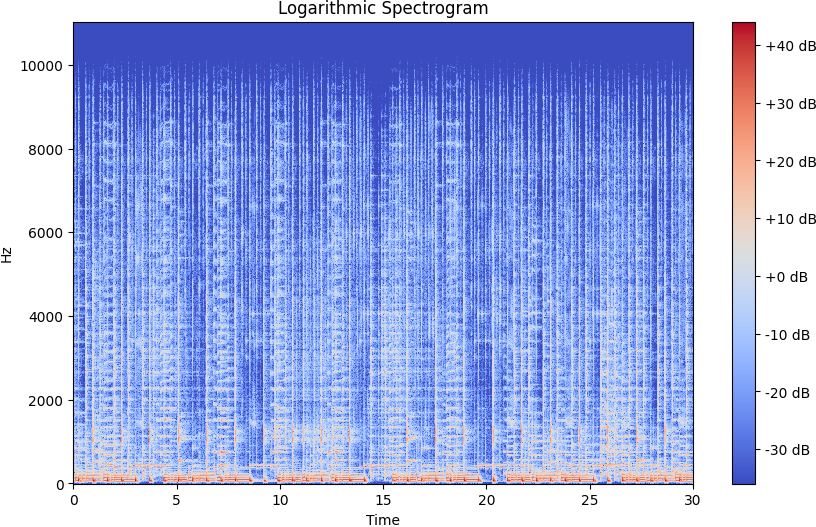 Logarithmic Spectrogram
Hz
10000
8000
6000
4000
2000
0
0 5 10 15 20 25 30
Time
+40 dB
+30 dB
+20 dB
+10 dB
+0 dB
-10 dB
-20 dB
-30 dB